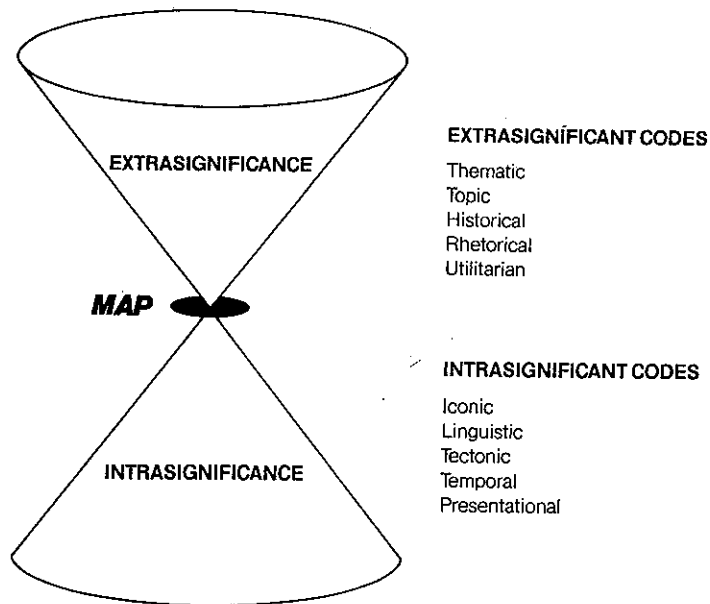 EXTRASIGNIFICANCE
MAP
INTRASIGNIFICANCE
EXTRASIGNIFICANT CODES
Thematic
Topic
Historical
Rhetorical
Utilitarian
INTRASIGNIFICANT CODES
Iconic
Linguistic
Tectonic
Temporal
Presentational